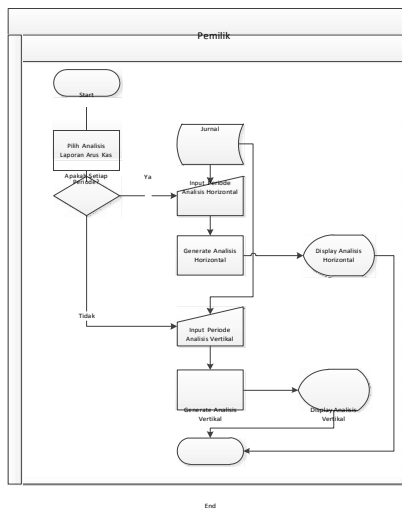 Pemilik
Start
Pilih Analisis
Laporan Arus Kas
Apakah Setiap
Periode?
Ya
Tidak
Jurnal
Input Periode
Analisis Horizontal
Generate Analisis
Horizontal
Display Analisis
Horizontal
Input Periode
Analisis Vertikal
Generate Analisis
Vertikal
Display Analisis
Vertikal
End